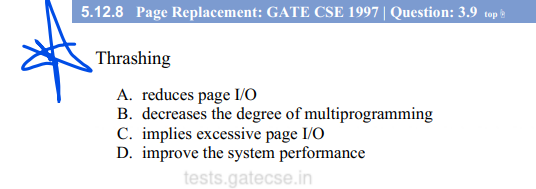 5.12.8 Page Replacement: GATE CSE 1997 | Question: 3.9 top
Thrashing
A. reduces page I/O
B. decreases the degree of multiprogramming
C. implies excessive page I/O
D. improve the system performance
tests.gatecse.in